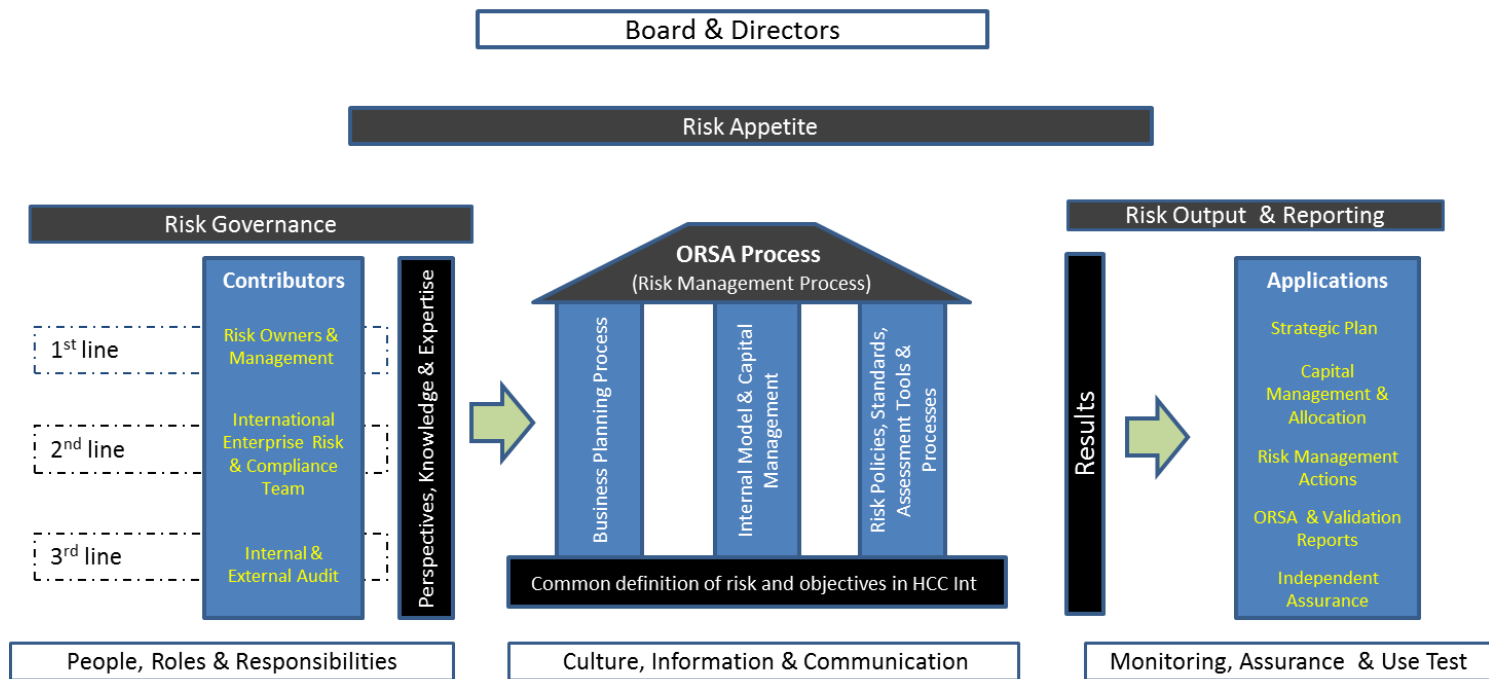 Board & Directors
Risk Appetite
Risk Governance
Contributors
1st line
Risk Owners &
Management
2nd line
International
Enterprise Risk
& Compliance
Team
3rd line
Internal &
External Audit
Perspectives, Knowledge & Expertise
People, Roles & Responsibilities
ORSA Process
(Risk Management Process)
Business Planning Process
Internal Model & Capital
Management
Risk Policies, Standards,
Assessment Tools &
Processes
Common definition of risk and objectives in HCC Int
Culture, Information & Communication
Risk Output & Reporting
Results
Applications
Strategic Plan
Capital
Management &
Allocation
Risk Management
Actions
ORSA & Validation
Reports
Independent
Assurance
Monitoring, Assurance & Use Test